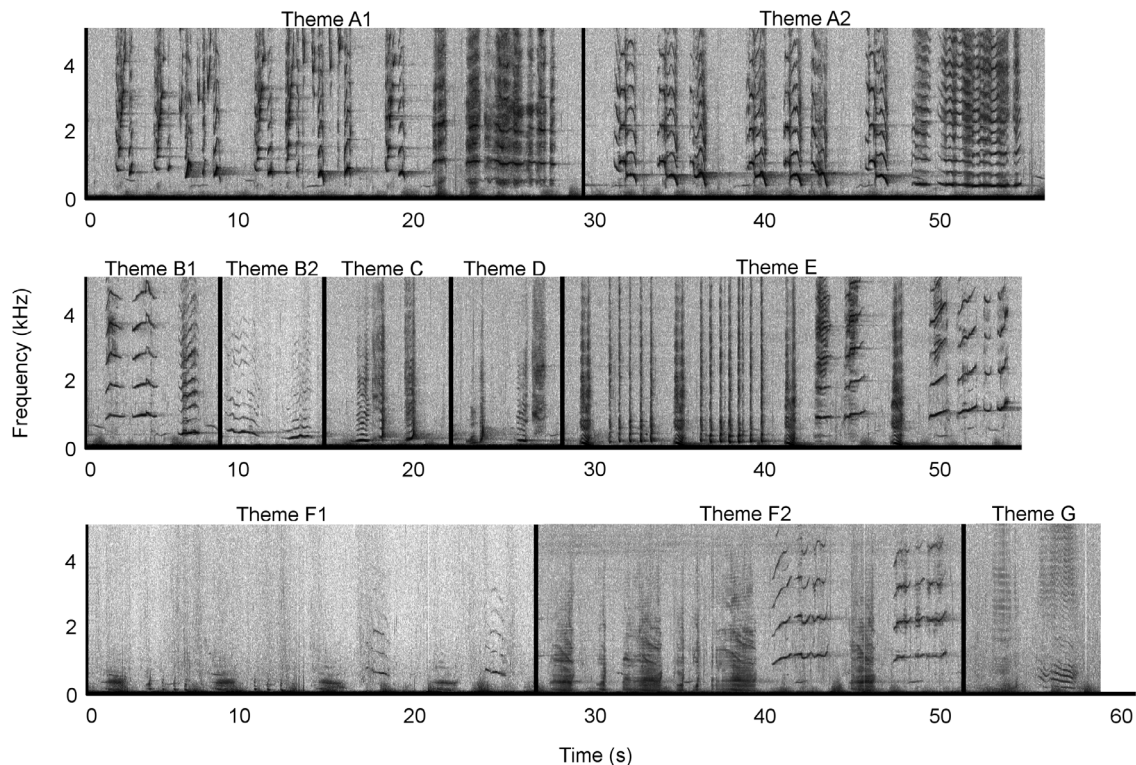 Theme A1 Theme A2
4
2
0
0 10 20 30 40 50
Theme B1 Theme B2 Theme C Theme D Theme E
4
2
0
0 10 20 30 40 50
Frequency (kHz)
Theme F1 Theme F2 Theme G
4
2
0
0 10 20 30 40 50 60
Time (s)